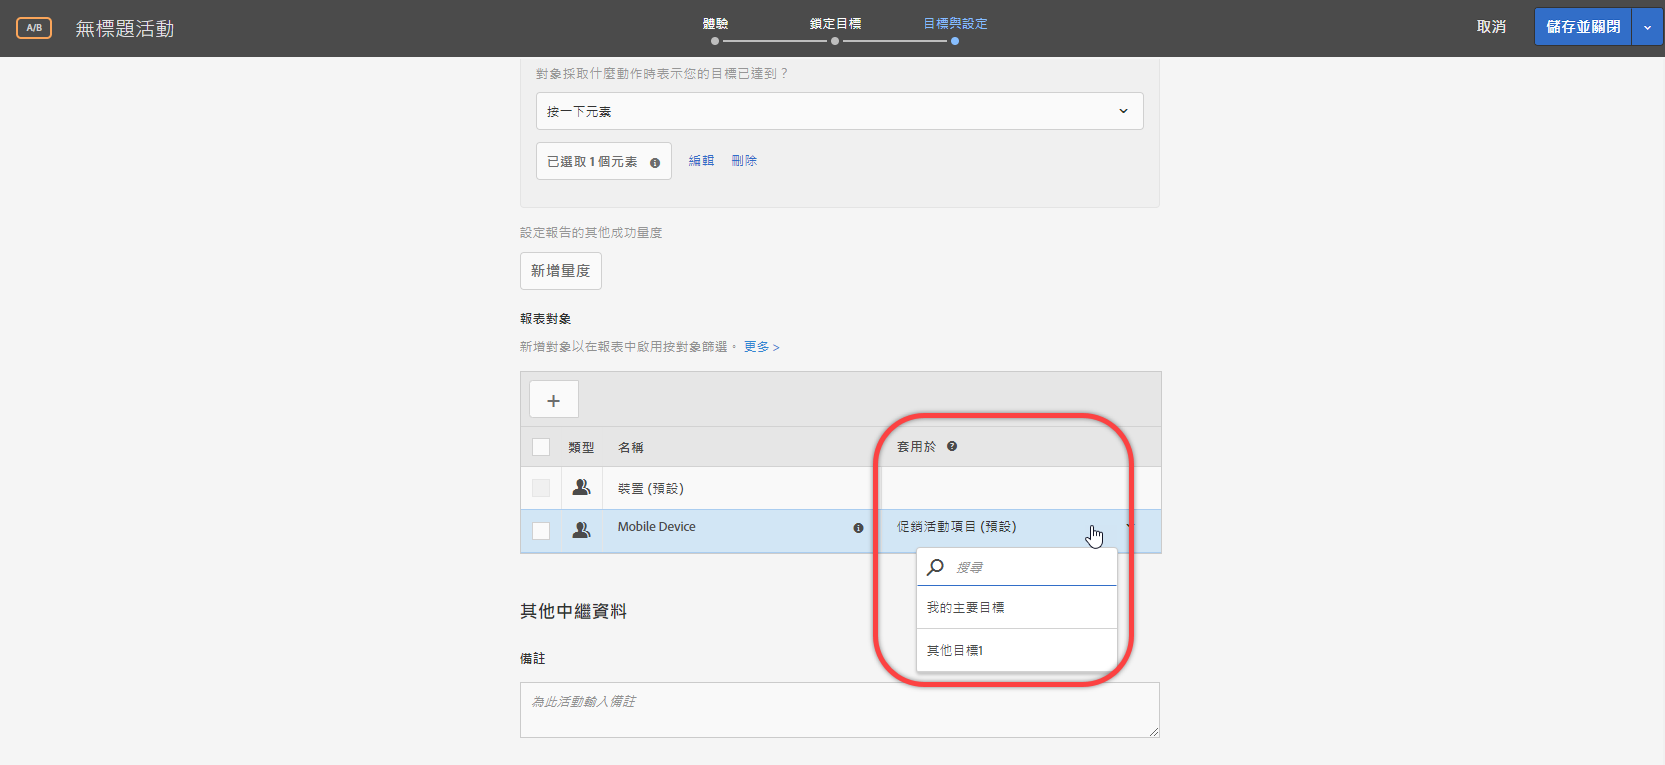 A/B 無標題活動
體驗 鎖定目標 目標與設定
取消 儲存並關閉
對象採取什麼動作時表示您的目標已達到？
按一下元素
已選取 1 個元素 編輯 刪除
設定報告的其他成功量度
新增量度
報表對象
新增對象以在報表中啟用按對象篩選。 更多 >
+
類型 名稱 套用於
裝置 (預設)
Mobile Device 促銷活動項目 (預設)
搜尋
我的主要目標
其他目標1
其他中繼資料
備註
為此活動輸入備註